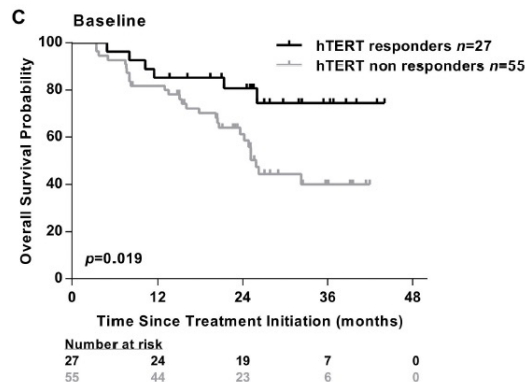 C
Baseline
hTERT responders n=27
hTERT non responders n=55
Overall Survival Probability
100
80
60
40
20
0
p=0.019
0 12 24 36 48
Time Since Treatment Initiation (months)
Number at risk
27 24 19 7 0
55 44 23 6 0